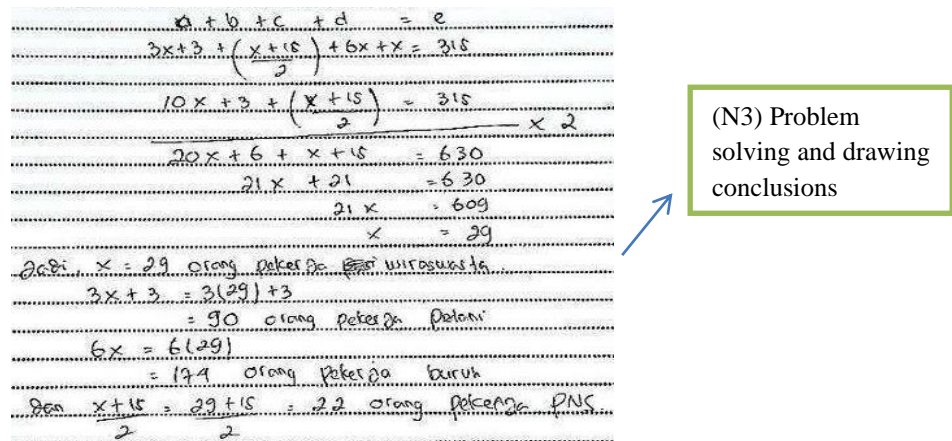 a + b + c + d = e
3x + 3 + (x + 15 / 2) + 6x + x = 315
10x + 3 + (x + 15 / 2) = 315
× 2
20x + 6 + x + 15 = 630
21x + 21 = 630
21x = 609
x = 29
Jadi, x = 29 orang pekerja wiraswasta.
3x + 3 = 3(29) + 3
= 90 orang pekerja petani
6x = 6(29)
= 174 orang pekerja buruh
dan x + 15 / 2 = 29 + 15 / 2 = 22 orang pekerja PNS.
(N3) Problem
solving and drawing
conclusions